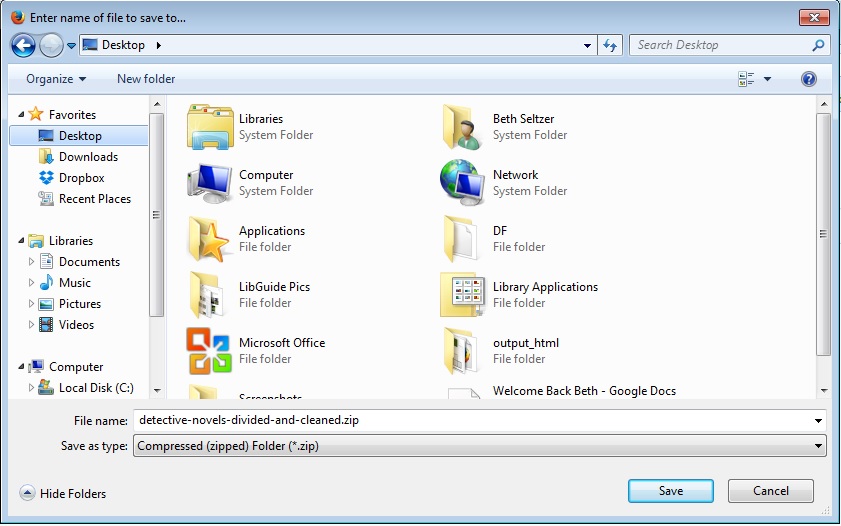 Enter name of file to save to...
Desktop
Search Desktop
Organize
New folder
Favorites
Desktop
Downloads
Dropbox
Recent Places
Libraries
Documents
Music
Pictures
Videos
Computer
Local Disk (C:)
Libraries
System Folder
Beth Seltzer
System Folder
Computer
System Folder
Network
System Folder
Applications
File folder
DF
File folder
LibGuide Pics
File folder
Library Applications
File folder
Microsoft Office
File folder
output_html
File folder
Screenshots
Welcome Back Beth - Google Docs
File name: detective-novels-divided-and-cleaned.zip
Save as type: Compressed (zipped) Folder (*.zip)
Hide Folders
Save
Cancel